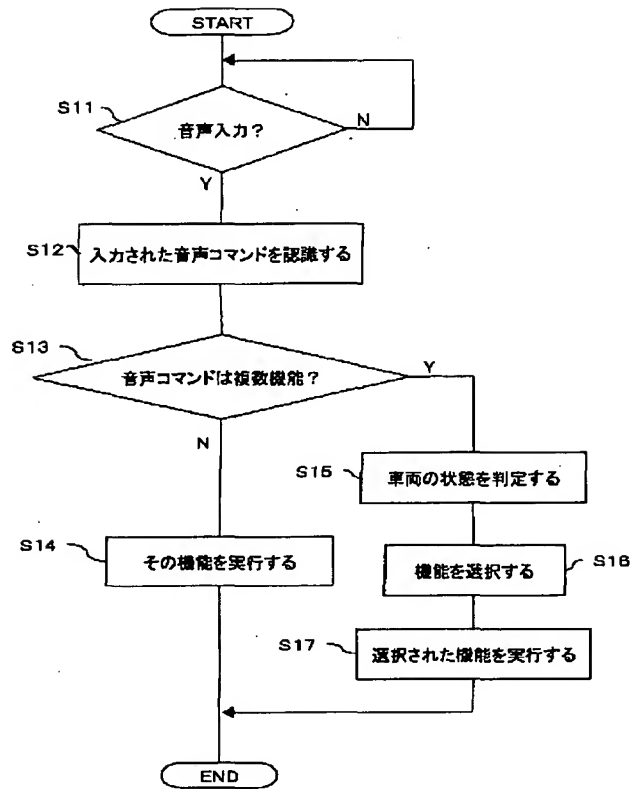 START
S11
音声入力？
N
Y
S12
入力された音声コマンドを認識する
S13
音声コマンドは複数機能？
Y
N
S15
車両の状態を判定する
S14
その機能を実行する
機能を選択する
S16
S17
選択された機能を実行する
END